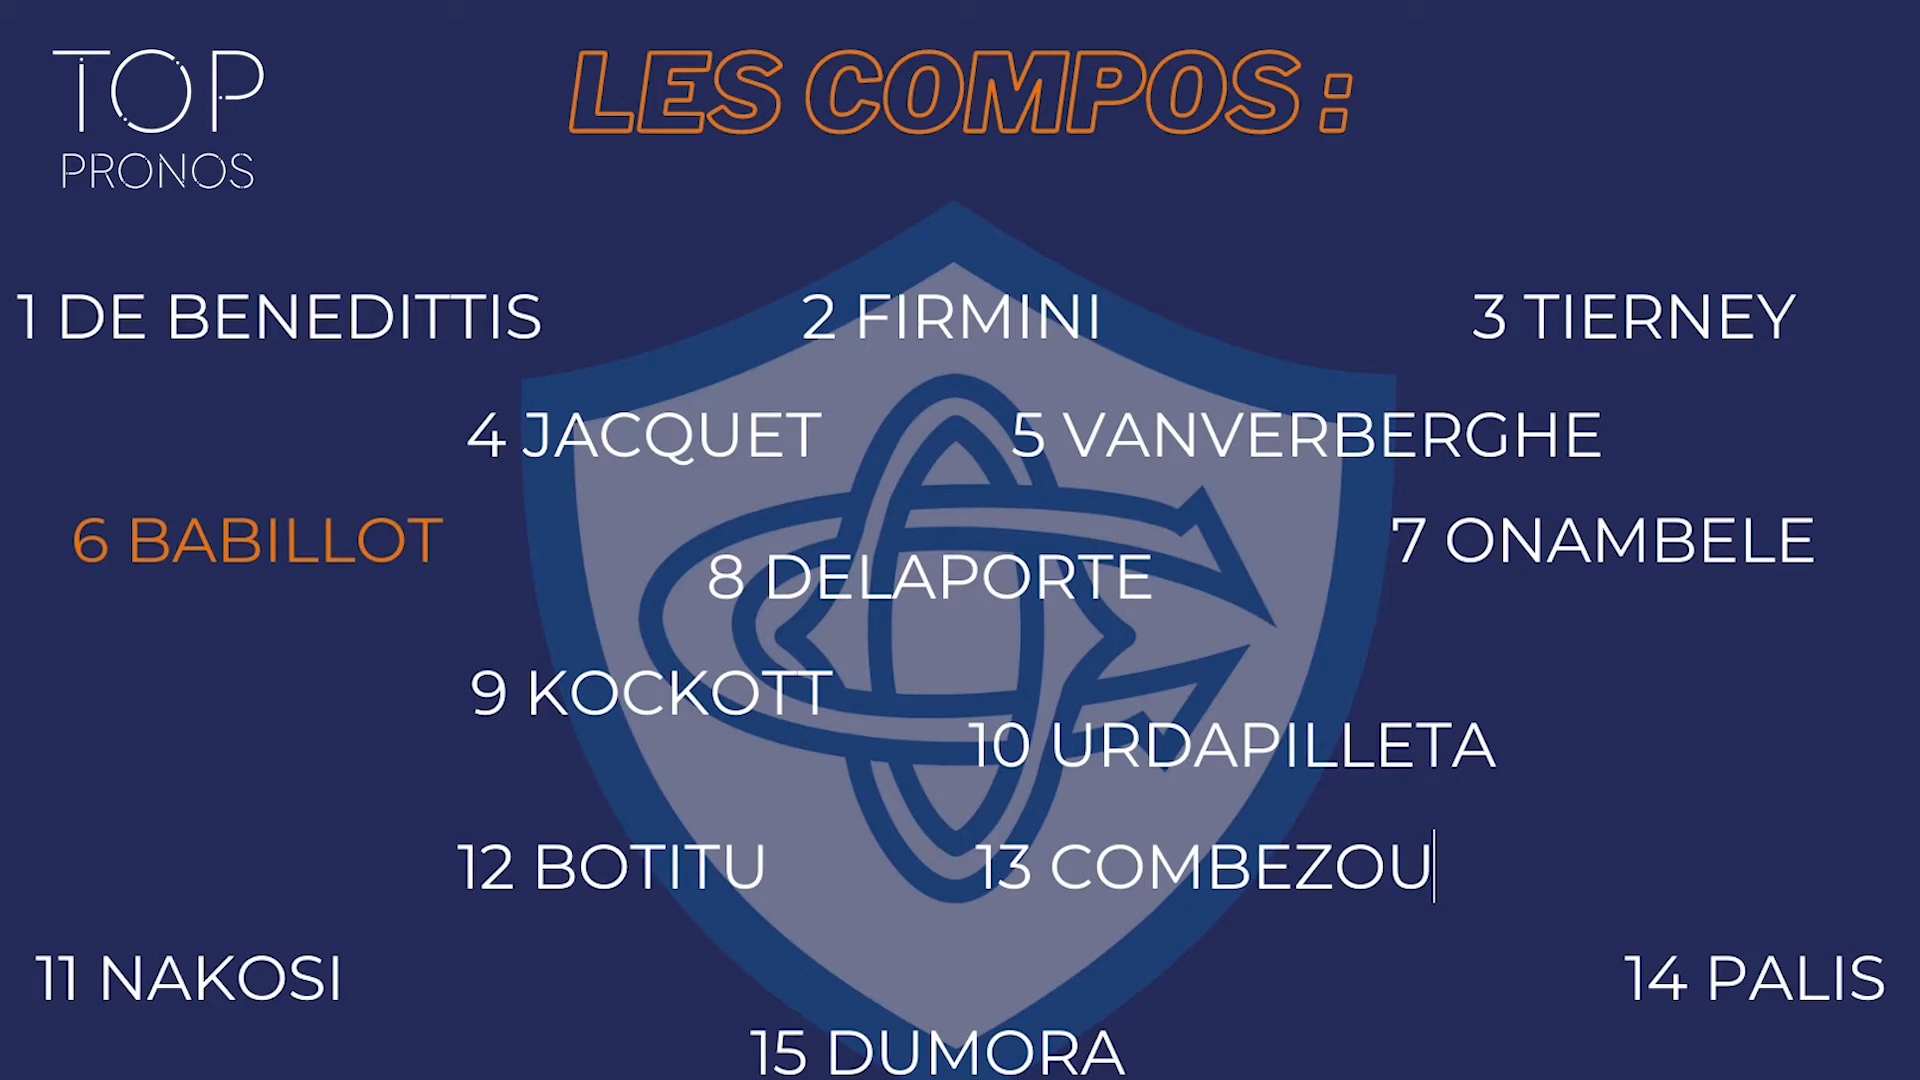 TOP
PRONOS
LES COMPOS :
1 DE BENEDITTIS
2 FIRMINI
3 TIERNEY
4 JACQUET
5 VANVERBERGHE
6 BABILLOT
7 ONAMBELE
8 DELAPORTE
9 KOCKOTT
10 URDAPILLETA
12 BOTITU
13 COMBEZOU
11 NAKOSI
14 PALIS
15 DUMORA